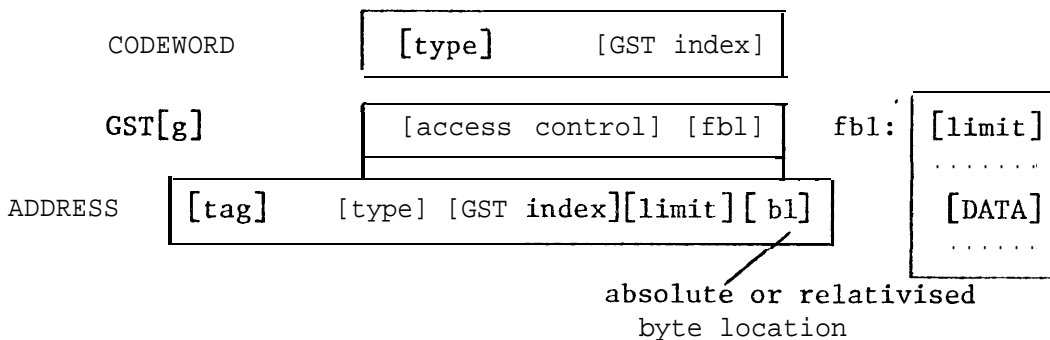 CODEWORD [type] [GST index]
GST[g] [access control] [fbl] fbl: [limit]
.......
ADDRESS [tag] [type] [GST index][limit][ bl] [DATA]
......
absolute or relativised
byte location